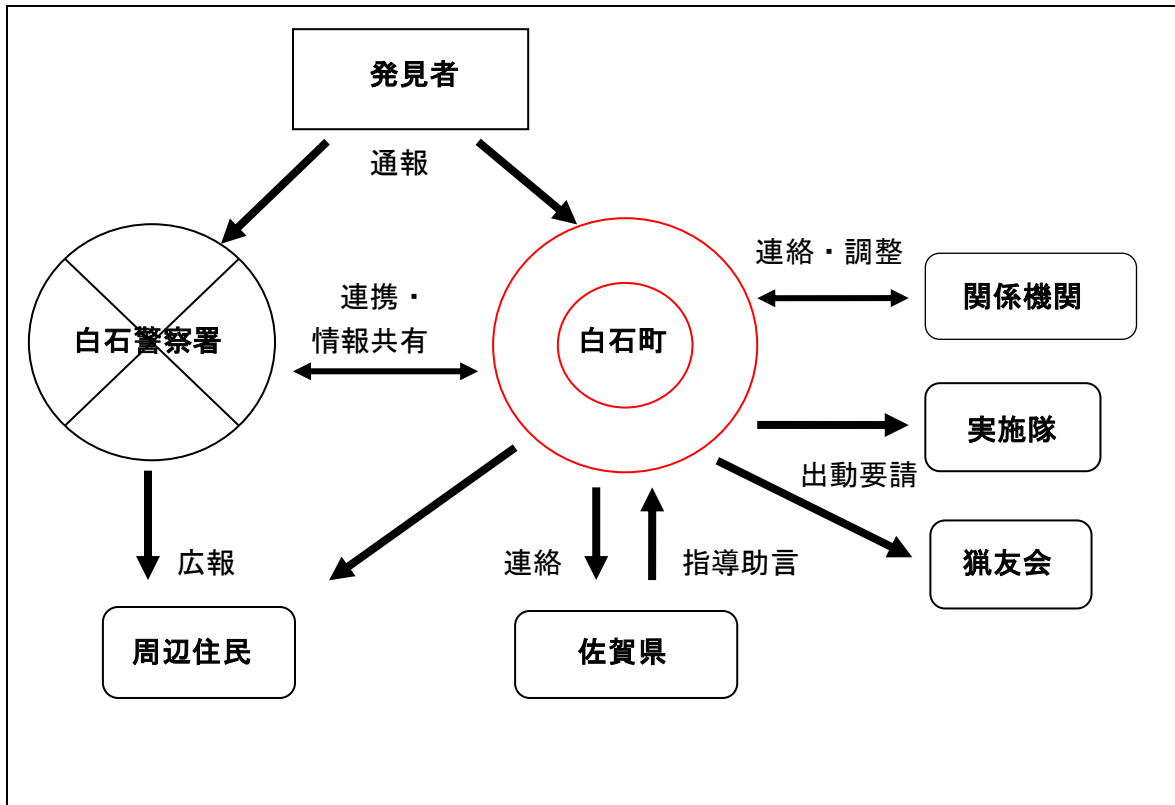 発見者
通報
連絡・調整
関係機関
連携・
情報共有
白石警察署
白石町
実施隊
出動要請
猟友会
広報
連絡
指導助言
周辺住民
佐賀県